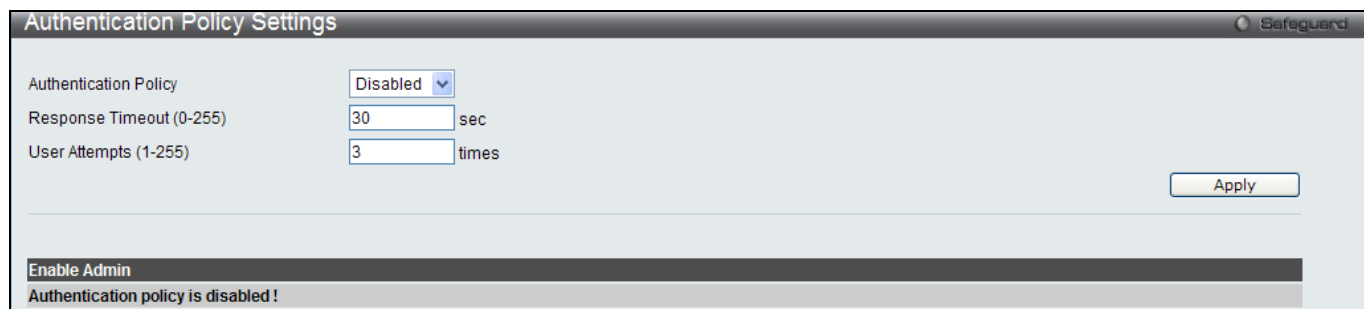 Authentication Policy Settings
Safeguard
Authentication Policy Disabled
Response Timeout (0-255) 30 sec
User Attempts (1-255) 3 times
Apply
Enable Admin
Authentication policy is disabled !